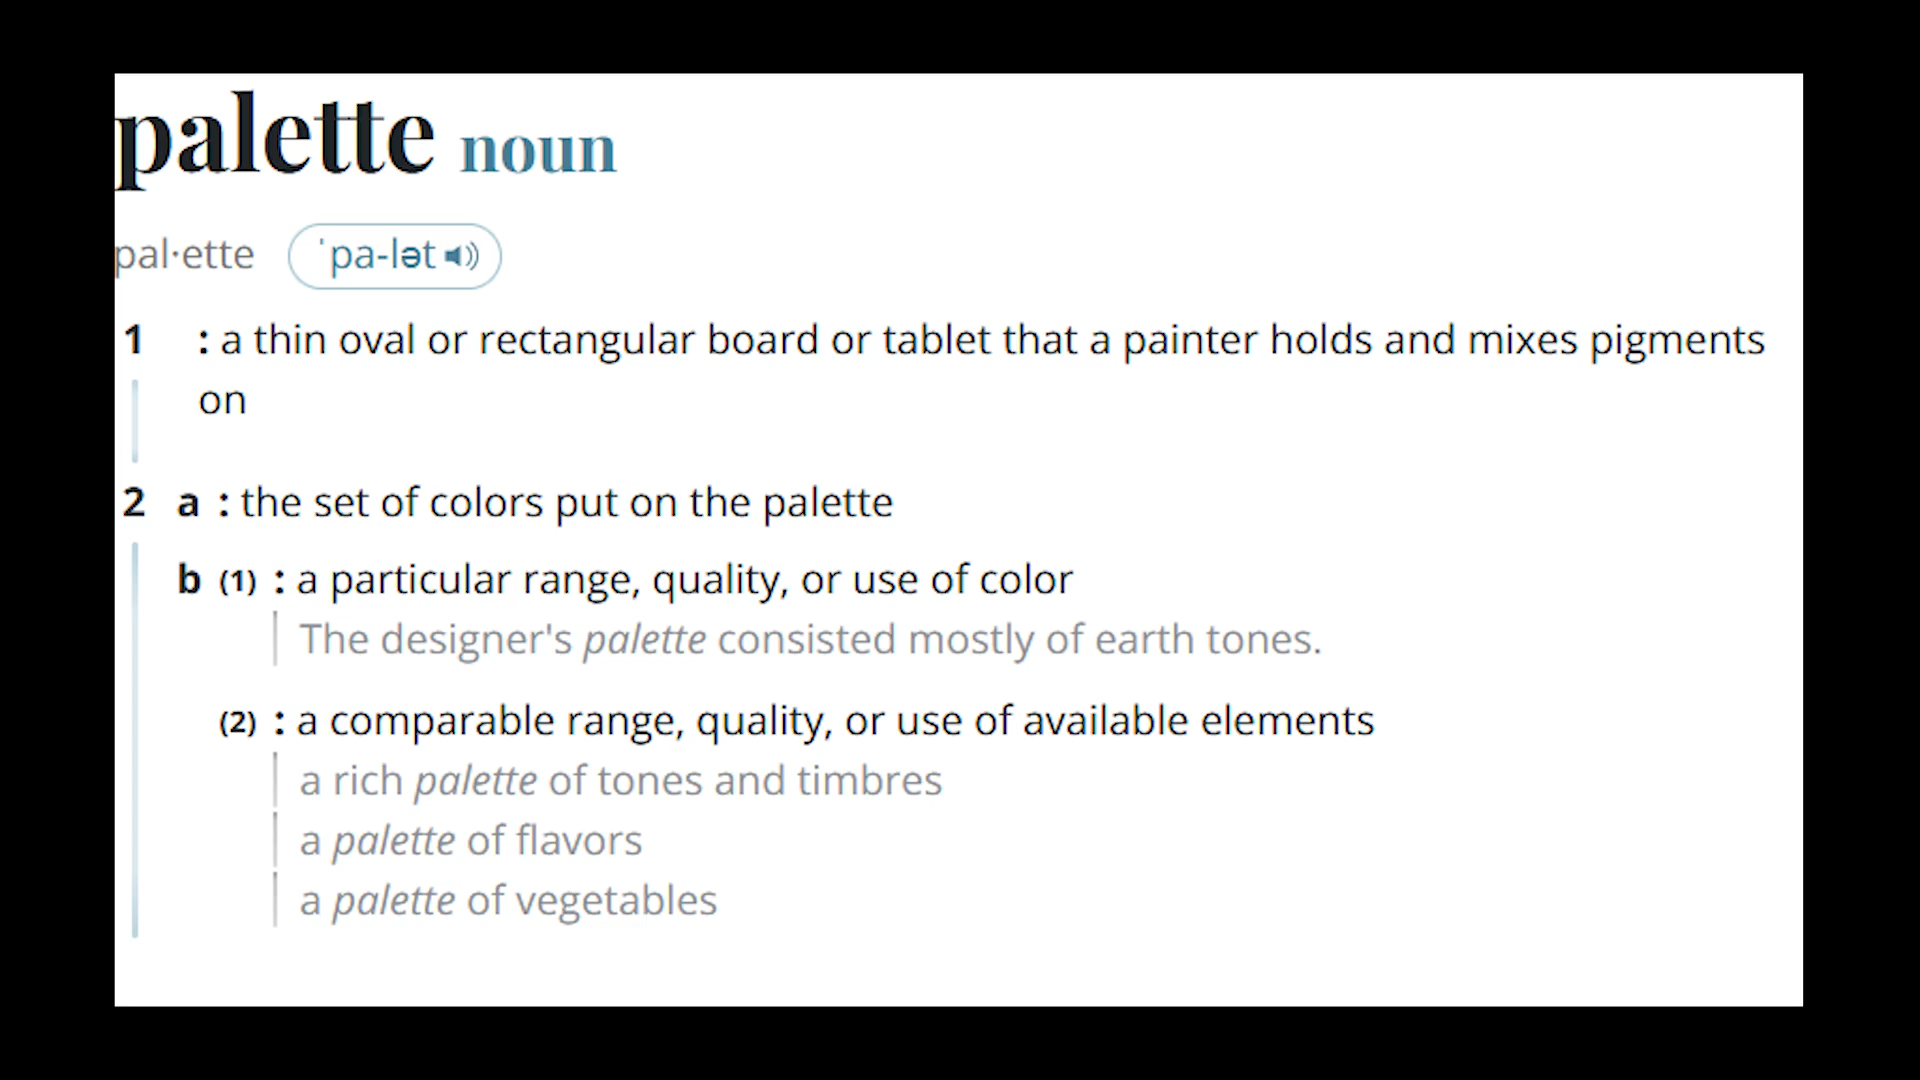 palette noun
pal·ette ˈpa-lət
1 : a thin oval or rectangular board or tablet that a painter holds and mixes pigments
on
2 a : the set of colors put on the palette
b (1) : a particular range, quality, or use of color
The designer's palette consisted mostly of earth tones.
(2) : a comparable range, quality, or use of available elements
a rich palette of tones and timbres
a palette of flavors
a palette of vegetables